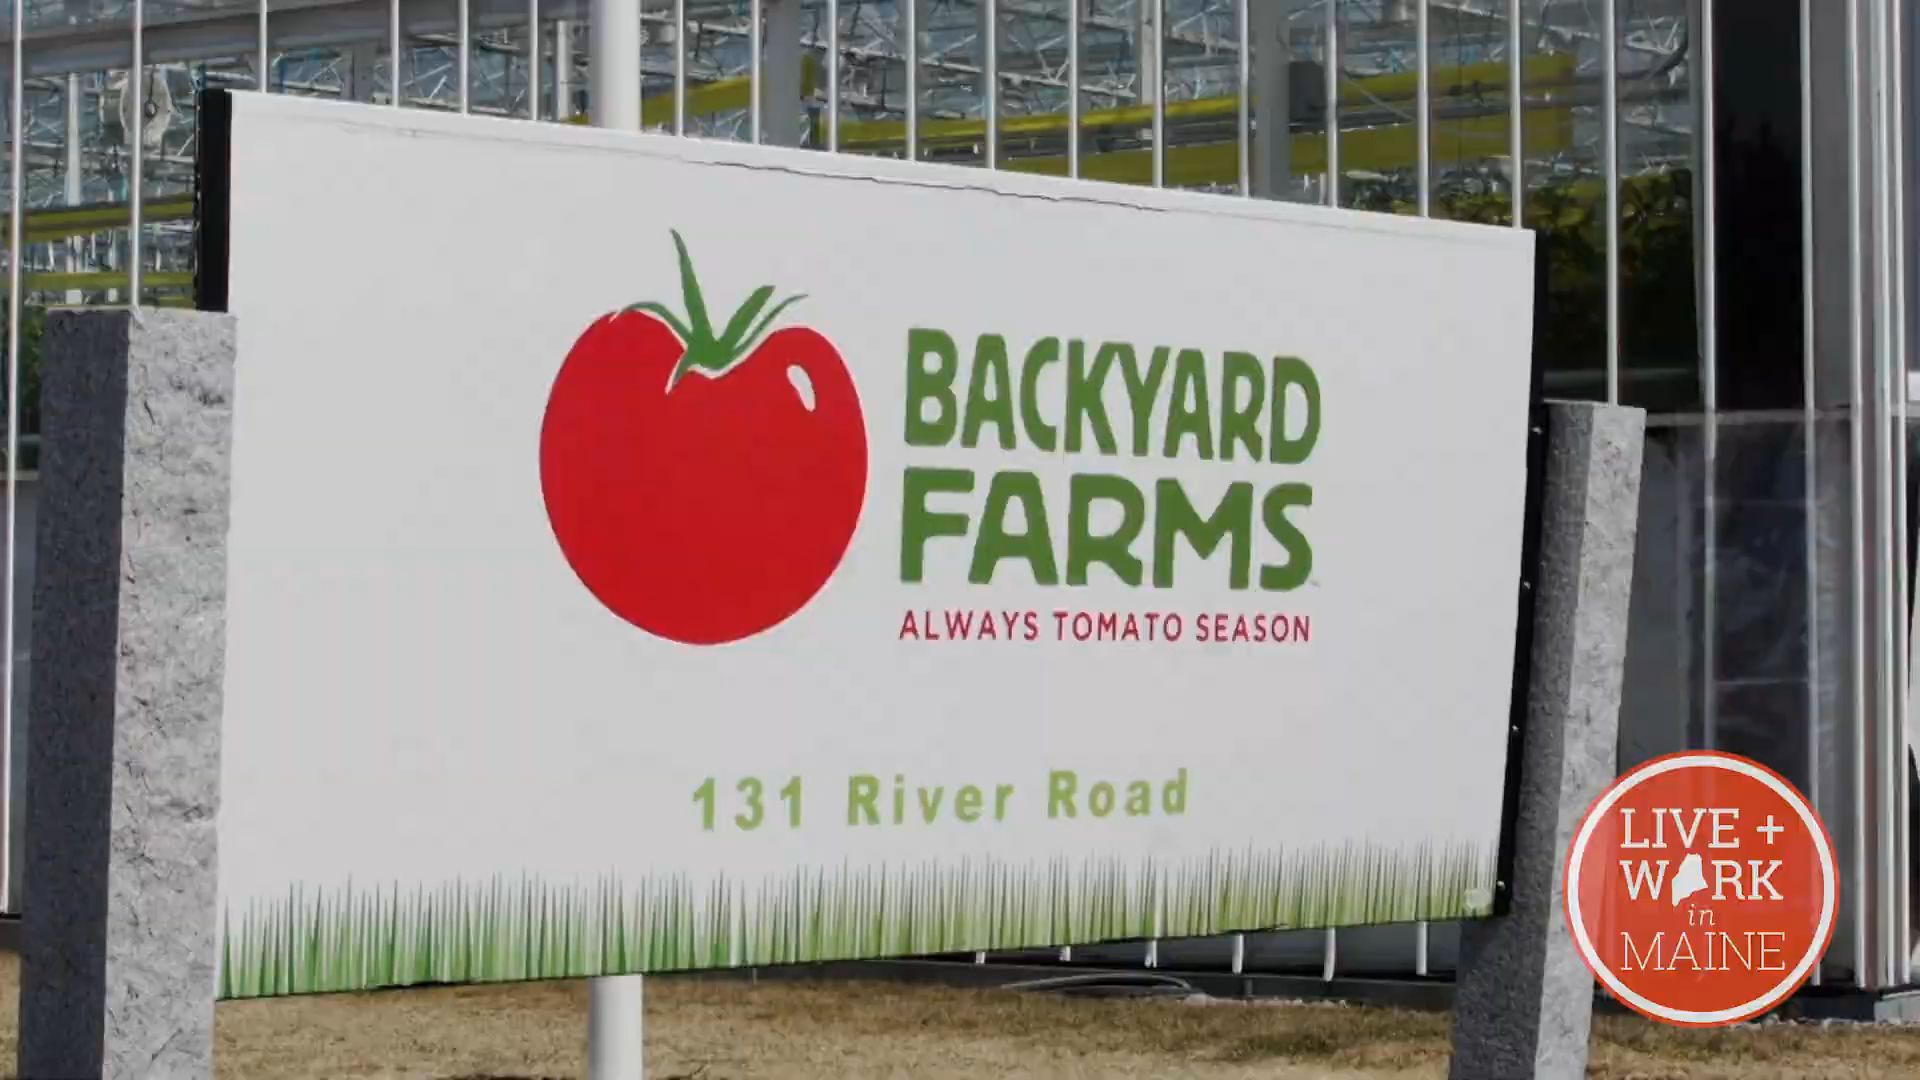 BACKYARD
FARMS
ALWAYS TOMATO SEASON
131 River Road
LIVE +
WORK
in
MAINE